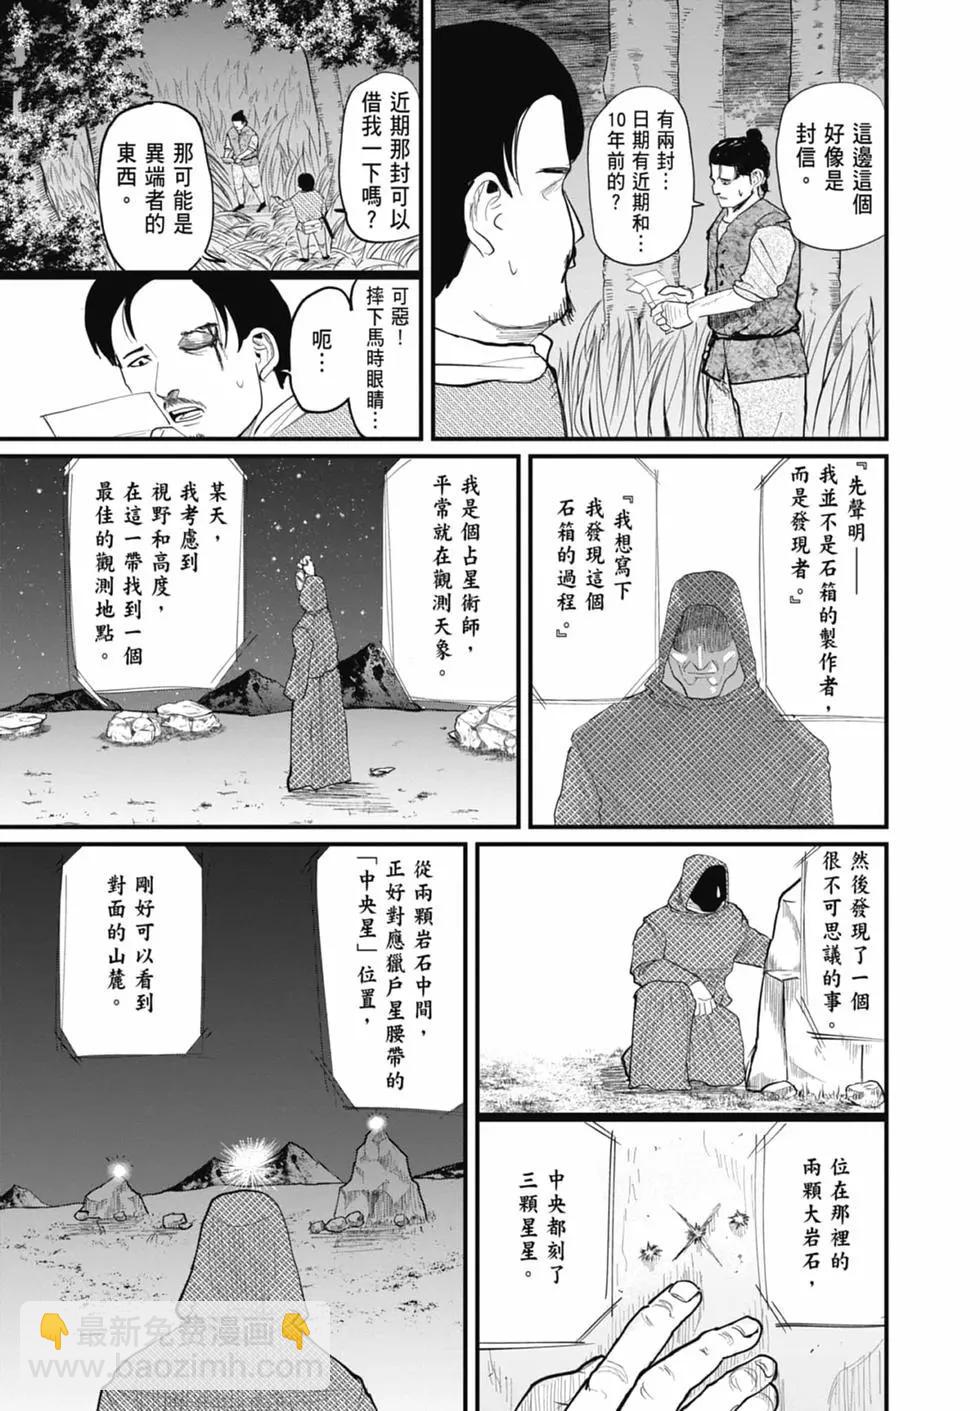 這邊這個
好像是
封信。
有兩封…
日期有近期和…
10年前的？
近期那封可以
借我一下嗎？
那可能是
異端者的
東西。
可惡！
摔下馬時眼睛…
呃…
『先聲明——
我並不是石箱的製作者，
而是發現者。』
『我想寫下
我發現這個
石箱的過程。』
我是個占星術師，
平常就在觀測天象。
某天，
我考慮到
視野和高度，
在這一帶找到一個
最佳的觀測地點。
然後發現了一個
很不可思議的事。
位在那裡的
兩顆大岩石，
中央都刻了
三顆星星。
從兩顆岩石中間，
正好對應獵戶星腰帶的
「中央星」位置，
剛好可以看到
對面的山麓。
👇最新免費漫画👇
www.baozimh.com